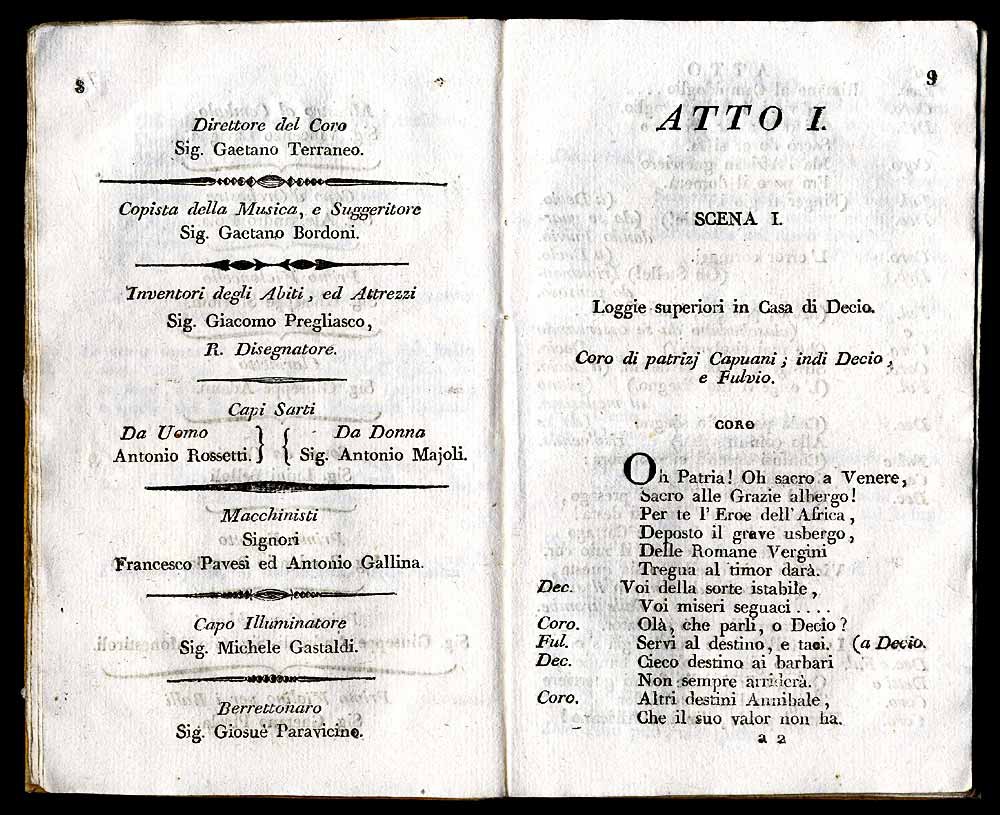 8
Direttore del Coro
Sig. Gaetano Terraneo.
Copista della Musica, e Suggeritore
Sig. Gaetano Bordoni.
Inventori degli Abiti, ed Attrezzi
Sig. Giacomo Pregliasco,
R. Disegnatore.
Capi Sarti
Da Uomo } { Da Donna
Antonio Rossetti. } { Sig. Antonio Majoli.
Macchinisti
Signori
Francesco Pavesi ed Antonio Gallina.
Capo Illuminatore
Sig. Michele Gastaldi.
Berrettonaro
Sig. Giosuè Paravicino.
9
ATTO I.
SCENA I.
Loggie superiori in Casa di Decio.
Coro di patrizj Capuani; indi Decio,
e Fulvio.
CORO
Oh Patria! Oh sacro a Venere,
Sacro alle Grazie albergo!
Per te l'Eroe dell'Africa,
Deposto il grave usbergo,
Delle Romane Vergini
Tregua al timor darà.
Dec. Voi della sorte istabile,
Voi miseri seguaci....
Coro. Olà, che parli, o Decio?
Ful. Servi al destino, e taci. (a Decio.
Dec. Cieco destino ai barbari
Non sempre arriderà.
Coro. Altri destini Annibale,
Che il suo valor non ha.
a 2